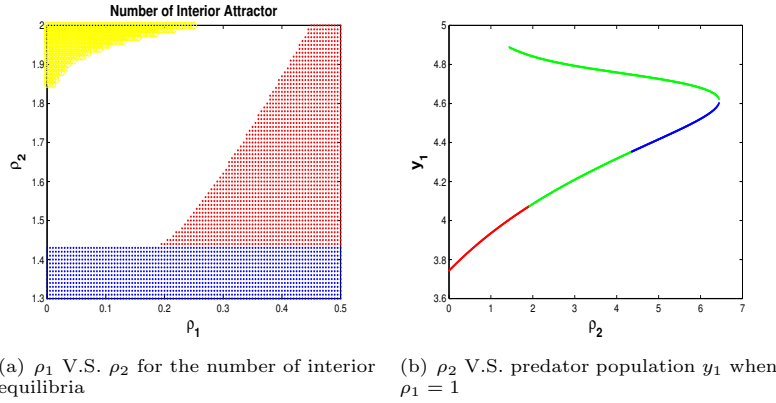 Number of Interior Attractor
2
1.9
1.8
1.7
1.6
1.5
1.4
1.3
ρ2
0 0.1 0.2 0.3 0.4 0.5
ρ1
5
4.8
4.6
4.4
4.2
4
3.8
3.6
y1
0 1 2 3 4 5 6 7
ρ2
(a) ρ1 V.S. ρ2 for the number of interior
equilibria
(b) ρ2 V.S. predator population y1 when
ρ1 = 1